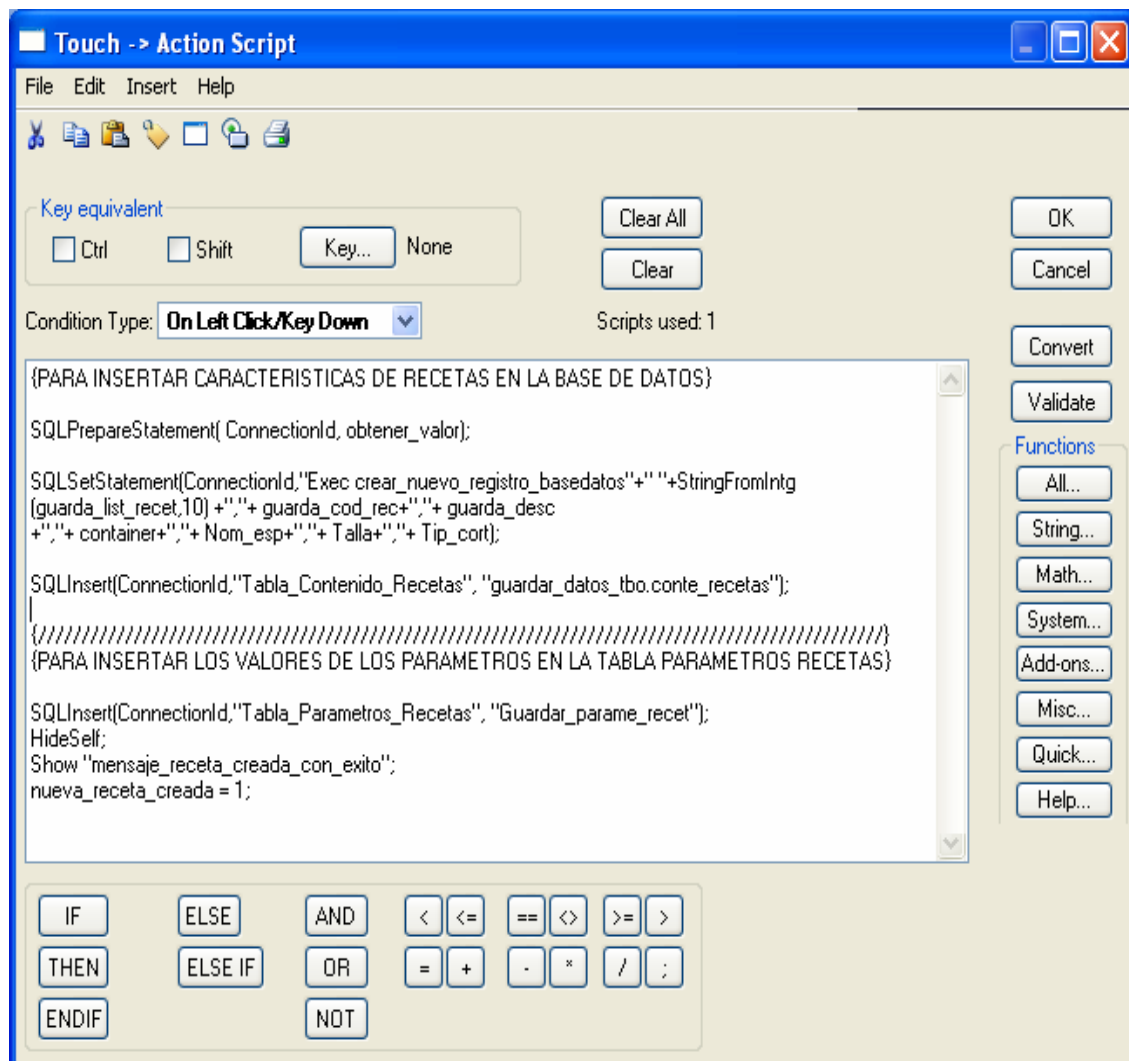 Touch -> Action Script
File Edit Insert Help
Key equivalent
Ctrl Shift Key... None
Clear All
Clear
OK
Cancel
Condition Type: On Left Click/Key Down
Scripts used: 1
Convert
Validate
{PARA INSERTAR CARACTERISTICAS DE RECETAS EN LA BASE DE DATOS}
SQLPrepareStatement( ConnectionId, obtener_valor);
SQLSetStatement(ConnectionId,"Exec crear_nuevo_registro_basedatos"+" "+StringFromIntg
(guarda_list_recet,10) +","+ guarda_cod_rec+","+ guarda_desc
+","+ container+","+ Nom_esp+","+ Talla+","+ Tip_cort);
SQLInsert(ConnectionId,"Tabla_Contenido_Recetas", "guardar_datos_tbo.conte_recetas");
{//////////////////////////////////////////////////////////////////////////////////////////////}
{PARA INSERTAR LOS VALORES DE LOS PARAMETROS EN LA TABLA PARAMETROS RECETAS}
SQLInsert(ConnectionId,"Tabla_Parametros_Recetas", "Guardar_parame_recet");
HideSelf;
Show "mensaje_receta_creada_con_exito";
nueva_receta_creada = 1;
Functions
All...
String...
Math...
System...
Add-ons...
Misc...
Quick...
Help...
IF ELSE AND < <= == <> >= >
THEN ELSE IF OR = + - * / ;
ENDIF NOT